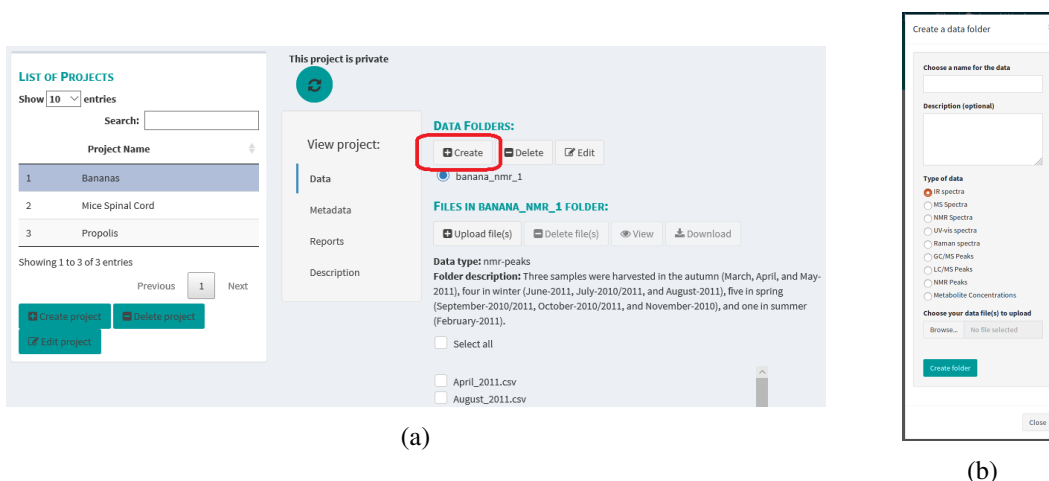 LIST OF PROJECTS
Show 10 entries
Search:
Project Name
1 Bananas
2 Mice Spinal Cord
3 Propolis
Showing 1 to 3 of 3 entries
Previous 1 Next
Create project Delete project
Edit project
This project is private
View project:
Data
Metadata
Reports
Description
DATA FOLDERS:
Create Delete Edit
banana_nmr_1
FILES IN BANANA_NMR_1 FOLDER:
Upload file(s) Delete file(s) View Download
Data type: nmr-peaks
Folder description: Three samples were harvested in the autumn (March, April, and May-
2011), four in winter (June-2011, July-2010/2011, and August-2011), five in spring
(September-2010/2011, October-2010/2011, and November-2010), and one in summer
(February-2011).
Select all
April_2011.csv
August_2011.csv
(a)
Create a data folder
Choose a name for the data
Description (optional)
Type of data
IR spectra
MS Spectra
NMR Spectra
UV-vis spectra
Raman spectra
GC/MS Peaks
LC/MS Peaks
NMR Peaks
Metabolite Concentrations
Choose your data file(s) to upload
Browse... No file selected
Create folder
Close
(b)